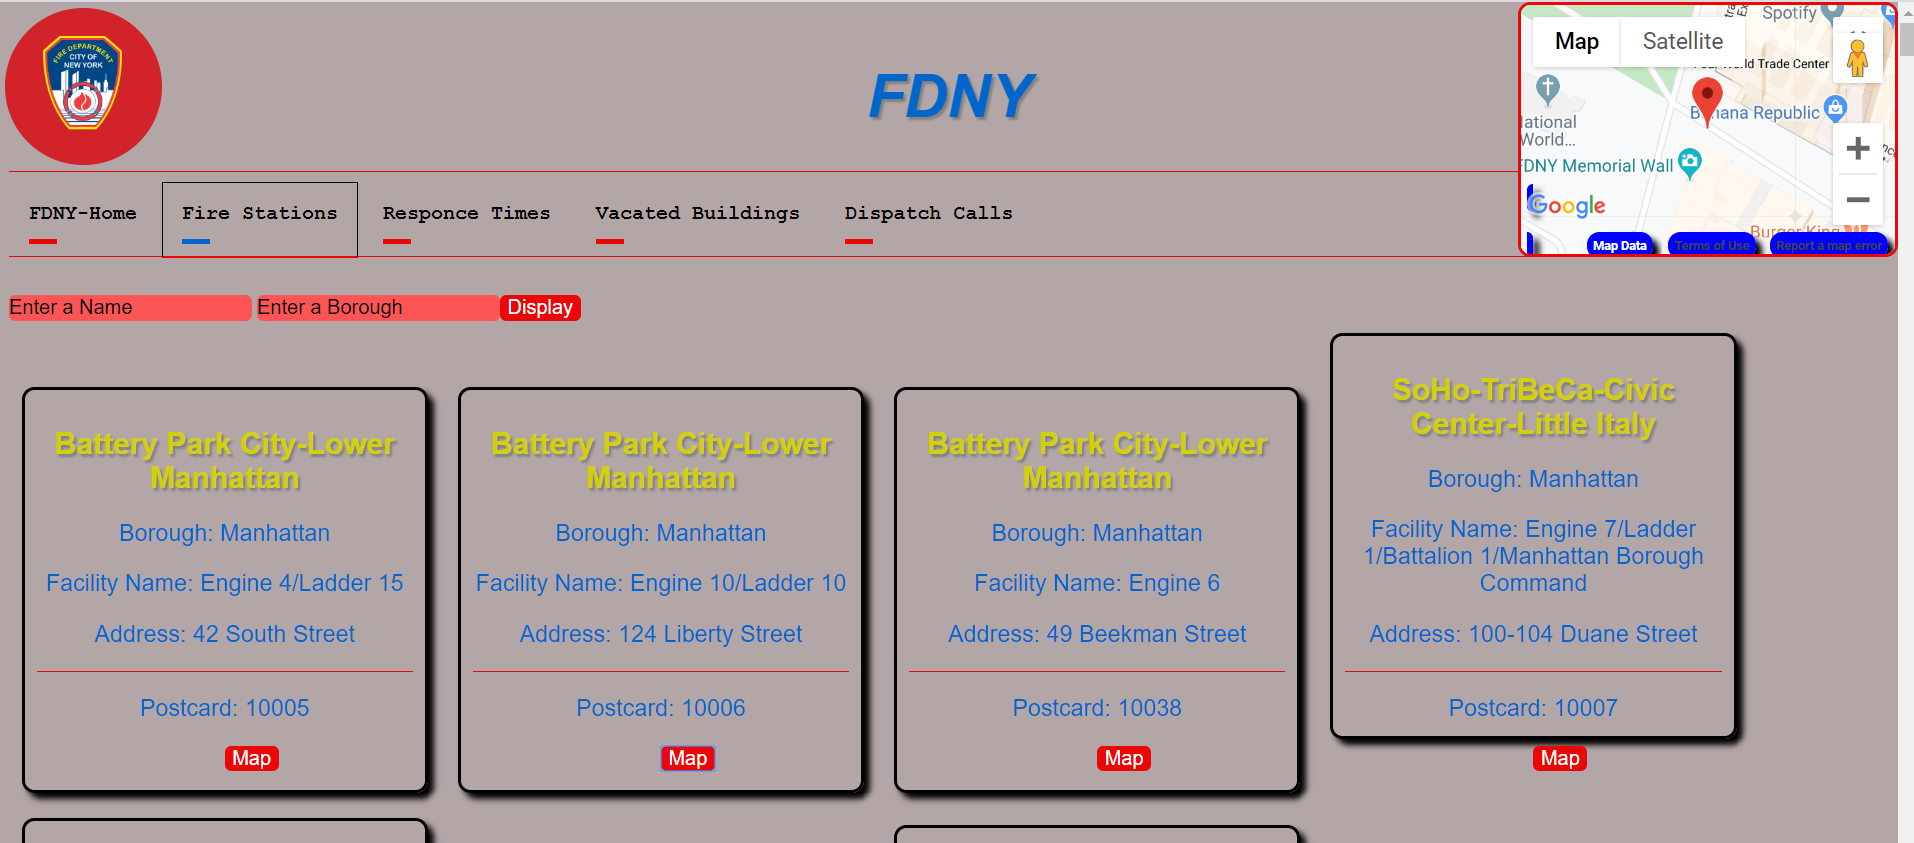 FIRE DEPARTMENT
CITY OF
NEW YORK
FDNY
Map
Satellite
Spotify
World Trade Center
Banana Republic
National
World...
FDNY Memorial Wall
Google
Burger King
Map Data
Terms of Use
Report a map error
FDNY-Home
Fire Stations
Responce Times
Vacated Buildings
Dispatch Calls
Enter a Name
Enter a Borough
Display
Battery Park City-Lower
Manhattan
Borough: Manhattan
Facility Name: Engine 4/Ladder 15
Address: 42 South Street
Postcard: 10005
Map
Battery Park City-Lower
Manhattan
Borough: Manhattan
Facility Name: Engine 10/Ladder 10
Address: 124 Liberty Street
Postcard: 10006
Map
Battery Park City-Lower
Manhattan
Borough: Manhattan
Facility Name: Engine 6
Address: 49 Beekman Street
Postcard: 10038
Map
SoHo-TriBeCa-Civic
Center-Little Italy
Borough: Manhattan
Facility Name: Engine 7/Ladder
1/Battalion 1/Manhattan Borough
Command
Address: 100-104 Duane Street
Postcard: 10007
Map